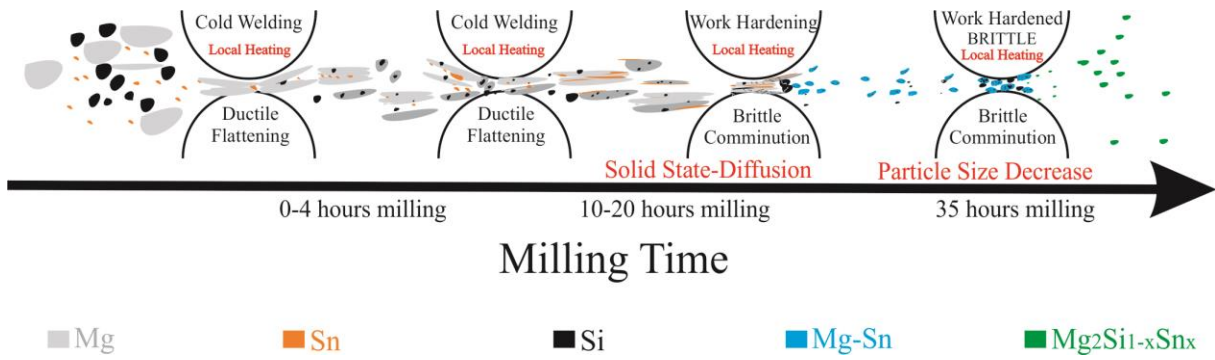 Cold Welding
Local Heating
Ductile
Flattening
Cold Welding
Local Heating
Ductile
Flattening
Work Hardening
Local Heating
Brittle
Comminution
Work Hardened
BRITTLE
Local Heating
Brittle
Comminution
Solid State-Diffusion
Particle Size Decrease
0-4 hours milling
10-20 hours milling
35 hours milling
Milling Time
Mg
Sn
Si
Mg-Sn
Mg2Si1-xSnx